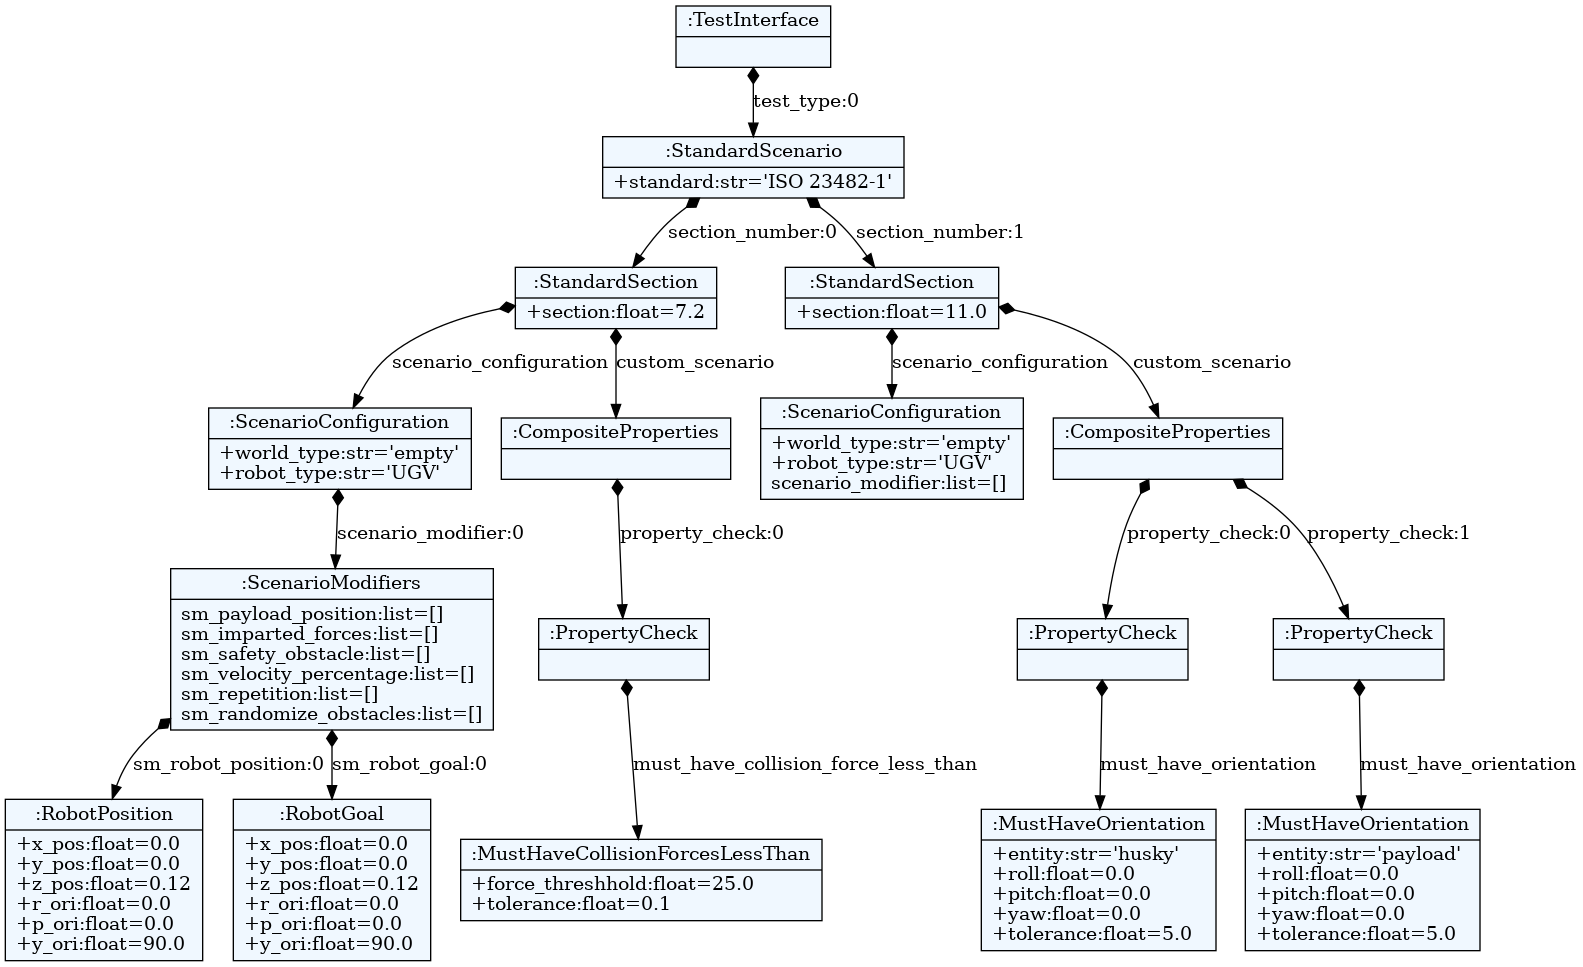 :TestInterface
test_type:0
:StandardScenario
+standard:str='ISO 23482-1'
section_number:0
section_number:1
:StandardSection
+section:float=7.2
:StandardSection
+section:float=11.0
scenario_configuration
custom_scenario
scenario_configuration
custom_scenario
:ScenarioConfiguration
+world_type:str='empty'
+robot_type:str='UGV'
:CompositeProperties
:ScenarioConfiguration
+world_type:str='empty'
+robot_type:str='UGV'
scenario_modifier:list=[]
:CompositeProperties
scenario_modifier:0
property_check:0
property_check:0
property_check:1
:ScenarioModifiers
sm_payload_position:list=[]
sm_imparted_forces:list=[]
sm_safety_obstacle:list=[]
sm_velocity_percentage:list=[]
sm_repetition:list=[]
sm_randomize_obstacles:list=[]
:PropertyCheck
:PropertyCheck
:PropertyCheck
sm_robot_position:0
sm_robot_goal:0
must_have_collision_force_less_than
must_have_orientation
must_have_orientation
:RobotPosition
+x_pos:float=0.0
+y_pos:float=0.0
+z_pos:float=0.12
+r_ori:float=0.0
+p_ori:float=0.0
+y_ori:float=90.0
:RobotGoal
+x_pos:float=0.0
+y_pos:float=0.0
+z_pos:float=0.12
+r_ori:float=0.0
+p_ori:float=0.0
+y_ori:float=90.0
:MustHaveCollisionForcesLessThan
+force_threshhold:float=25.0
+tolerance:float=0.1
:MustHaveOrientation
+entity:str='husky'
+roll:float=0.0
+pitch:float=0.0
+yaw:float=0.0
+tolerance:float=5.0
:MustHaveOrientation
+entity:str='payload'
+roll:float=0.0
+pitch:float=0.0
+yaw:float=0.0
+tolerance:float=5.0